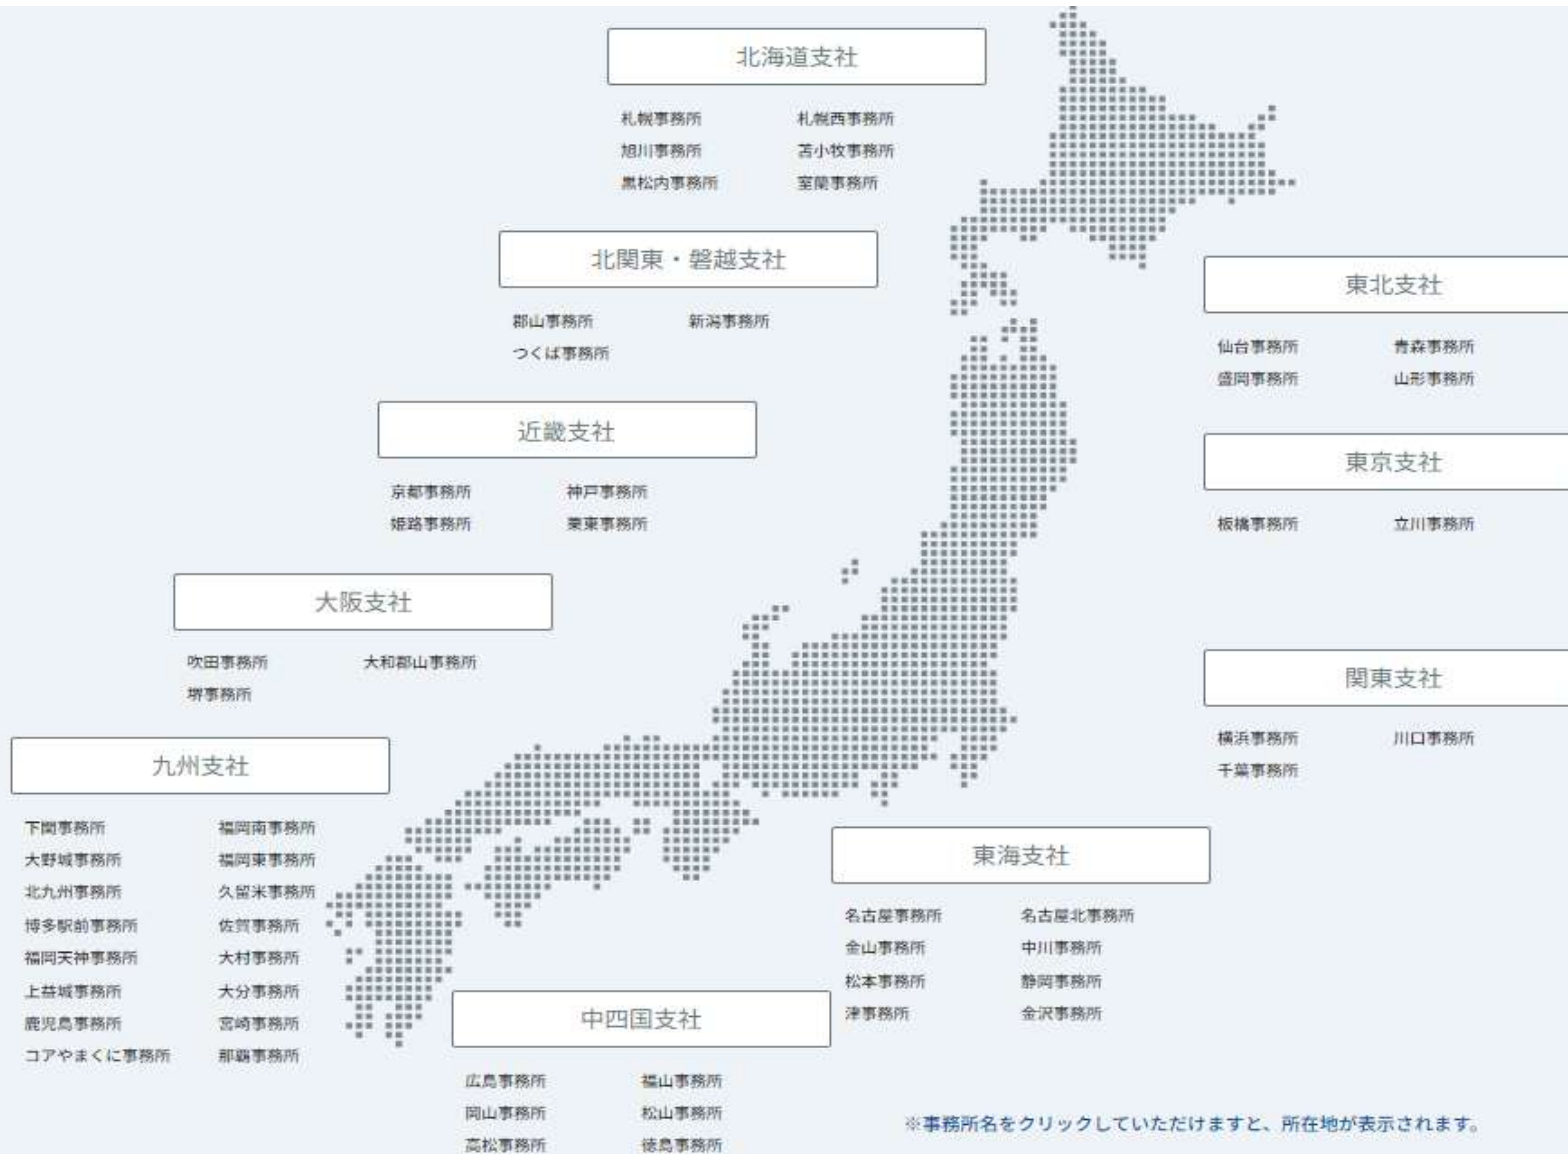 北海道支社
札幌事務所 札幌西事務所
旭川事務所 苫小牧事務所
黒松内事務所 室蘭事務所
北関東・磐越支社
郡山事務所 新潟事務所
つくば事務所
東北支社
仙台事務所 青森事務所
盛岡事務所 山形事務所
近畿支社
京都事務所 神戸事務所
姫路事務所 栗東事務所
東京支社
板橋事務所 立川事務所
大阪支社
吹田事務所 大和郡山事務所
堺事務所
関東支社
横浜事務所 川口事務所
千葉事務所
九州支社
下関事務所 福岡南事務所
大野城事務所 福岡東事務所
北九州事務所 久留米事務所
博多駅前事務所 佐賀事務所
福岡天神事務所 大村事務所
上益城事務所 大分事務所
鹿児島事務所 宮崎事務所
コアやまくに事務所 那覇事務所
東海支社
名古屋事務所 名古屋北事務所
金山事務所 中川事務所
松本事務所 静岡事務所
津事務所 金沢事務所
中四国支社
広島事務所 福山事務所
岡山事務所 松山事務所
高松事務所 徳島事務所
※事務所名をクリックしていただけますと、所在地が表示されます。